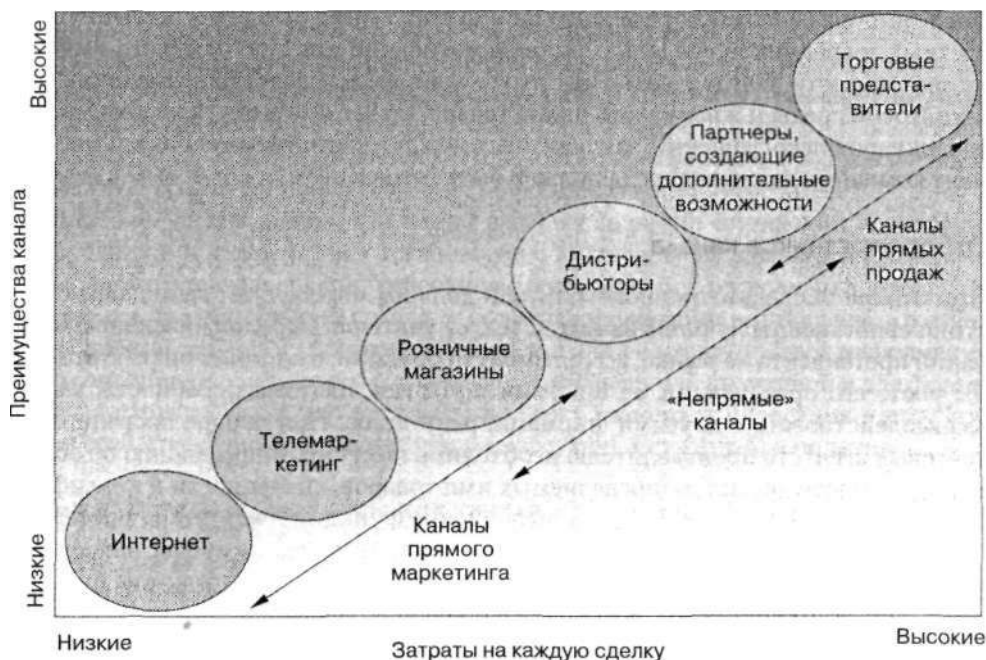 Высокие
Преимущества канала
Низкие
Торговые
предста-
вители
Партнеры,
создающие
дополнительные
возможности
Каналы
прямых
продаж
Дистри-
бьюторы
Розничные
магазины
«Непрямые»
каналы
Телемар-
кетинг
Интернет
Каналы
прямого
маркетинга
Низкие
Затраты на каждую сделку
Высокие